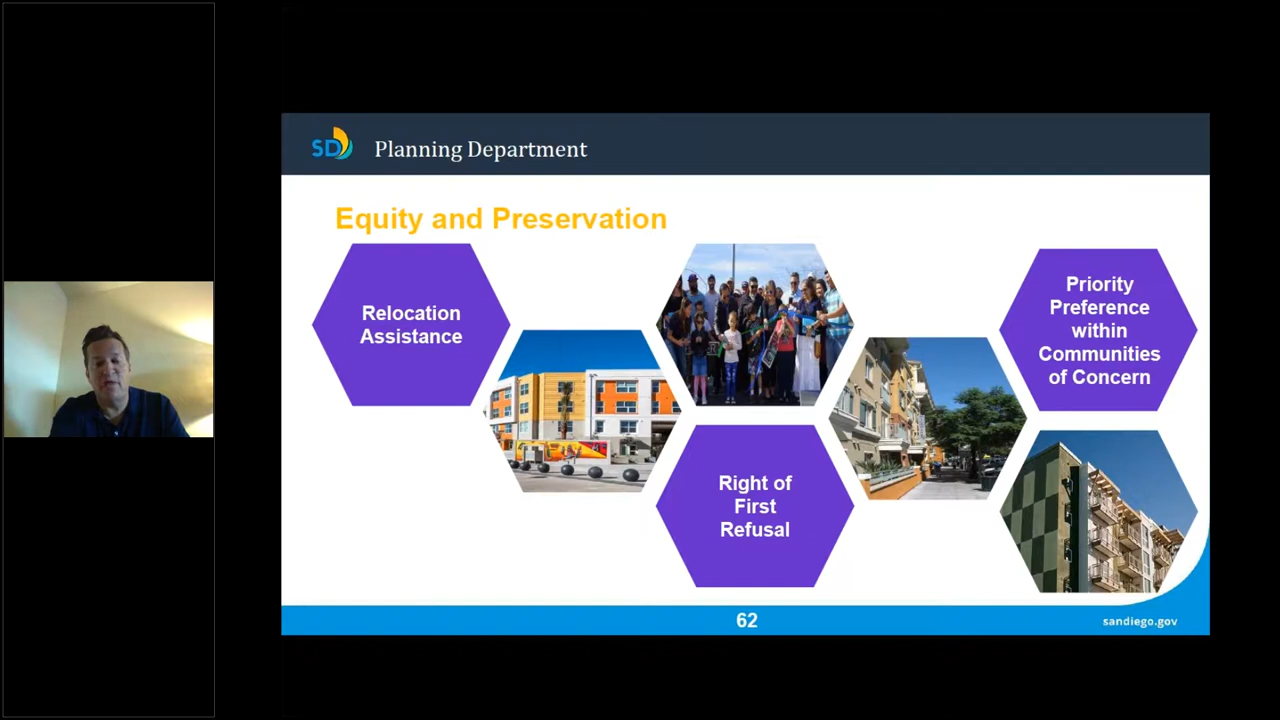 SD
Planning Department
Equity and Preservation
Relocation
Assistance
Right of
First
Refusal
Priority
Preference
within
Communities
of Concern
62
sandiego.gov